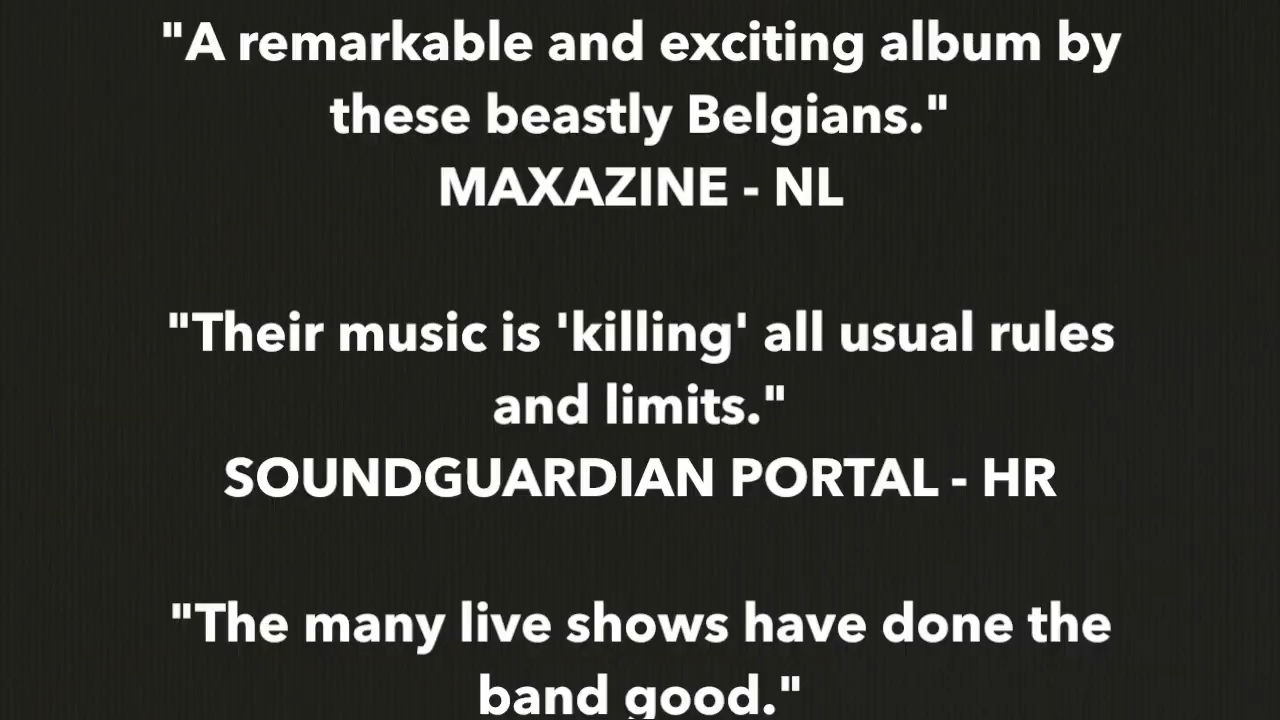 "A remarkable and exciting album by
these beastly Belgians."
MAXAZINE - NL
"Their music is 'killing' all usual rules
and limits."
SOUNDGUARDIAN PORTAL - HR
"The many live shows have done the
band good."